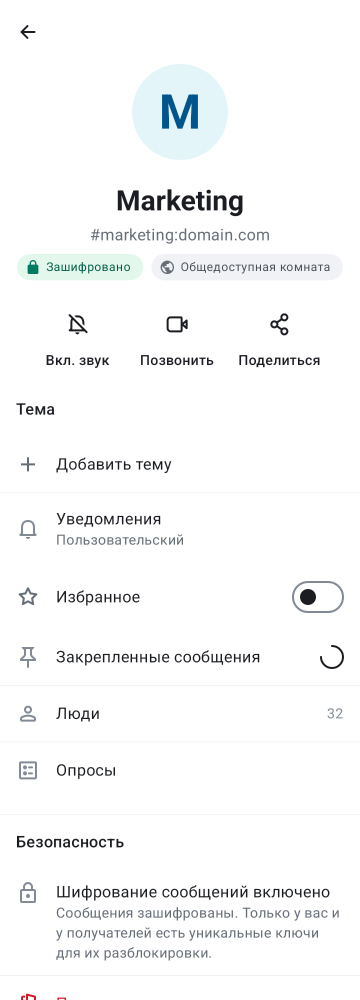 M
Marketing
#marketing:domain.com
Зашифровано
Общедоступная комната
Вкл. звук
Позвонить
Поделиться
Тема
Добавить тему
Уведомления
Пользовательский
Избранное
Закрепленные сообщения
Люди
32
Опросы
Безопасность
Шифрование сообщений включено
Сообщения зашифрованы. Только у вас и
у получателей есть уникальные ключи
для их разблокировки.